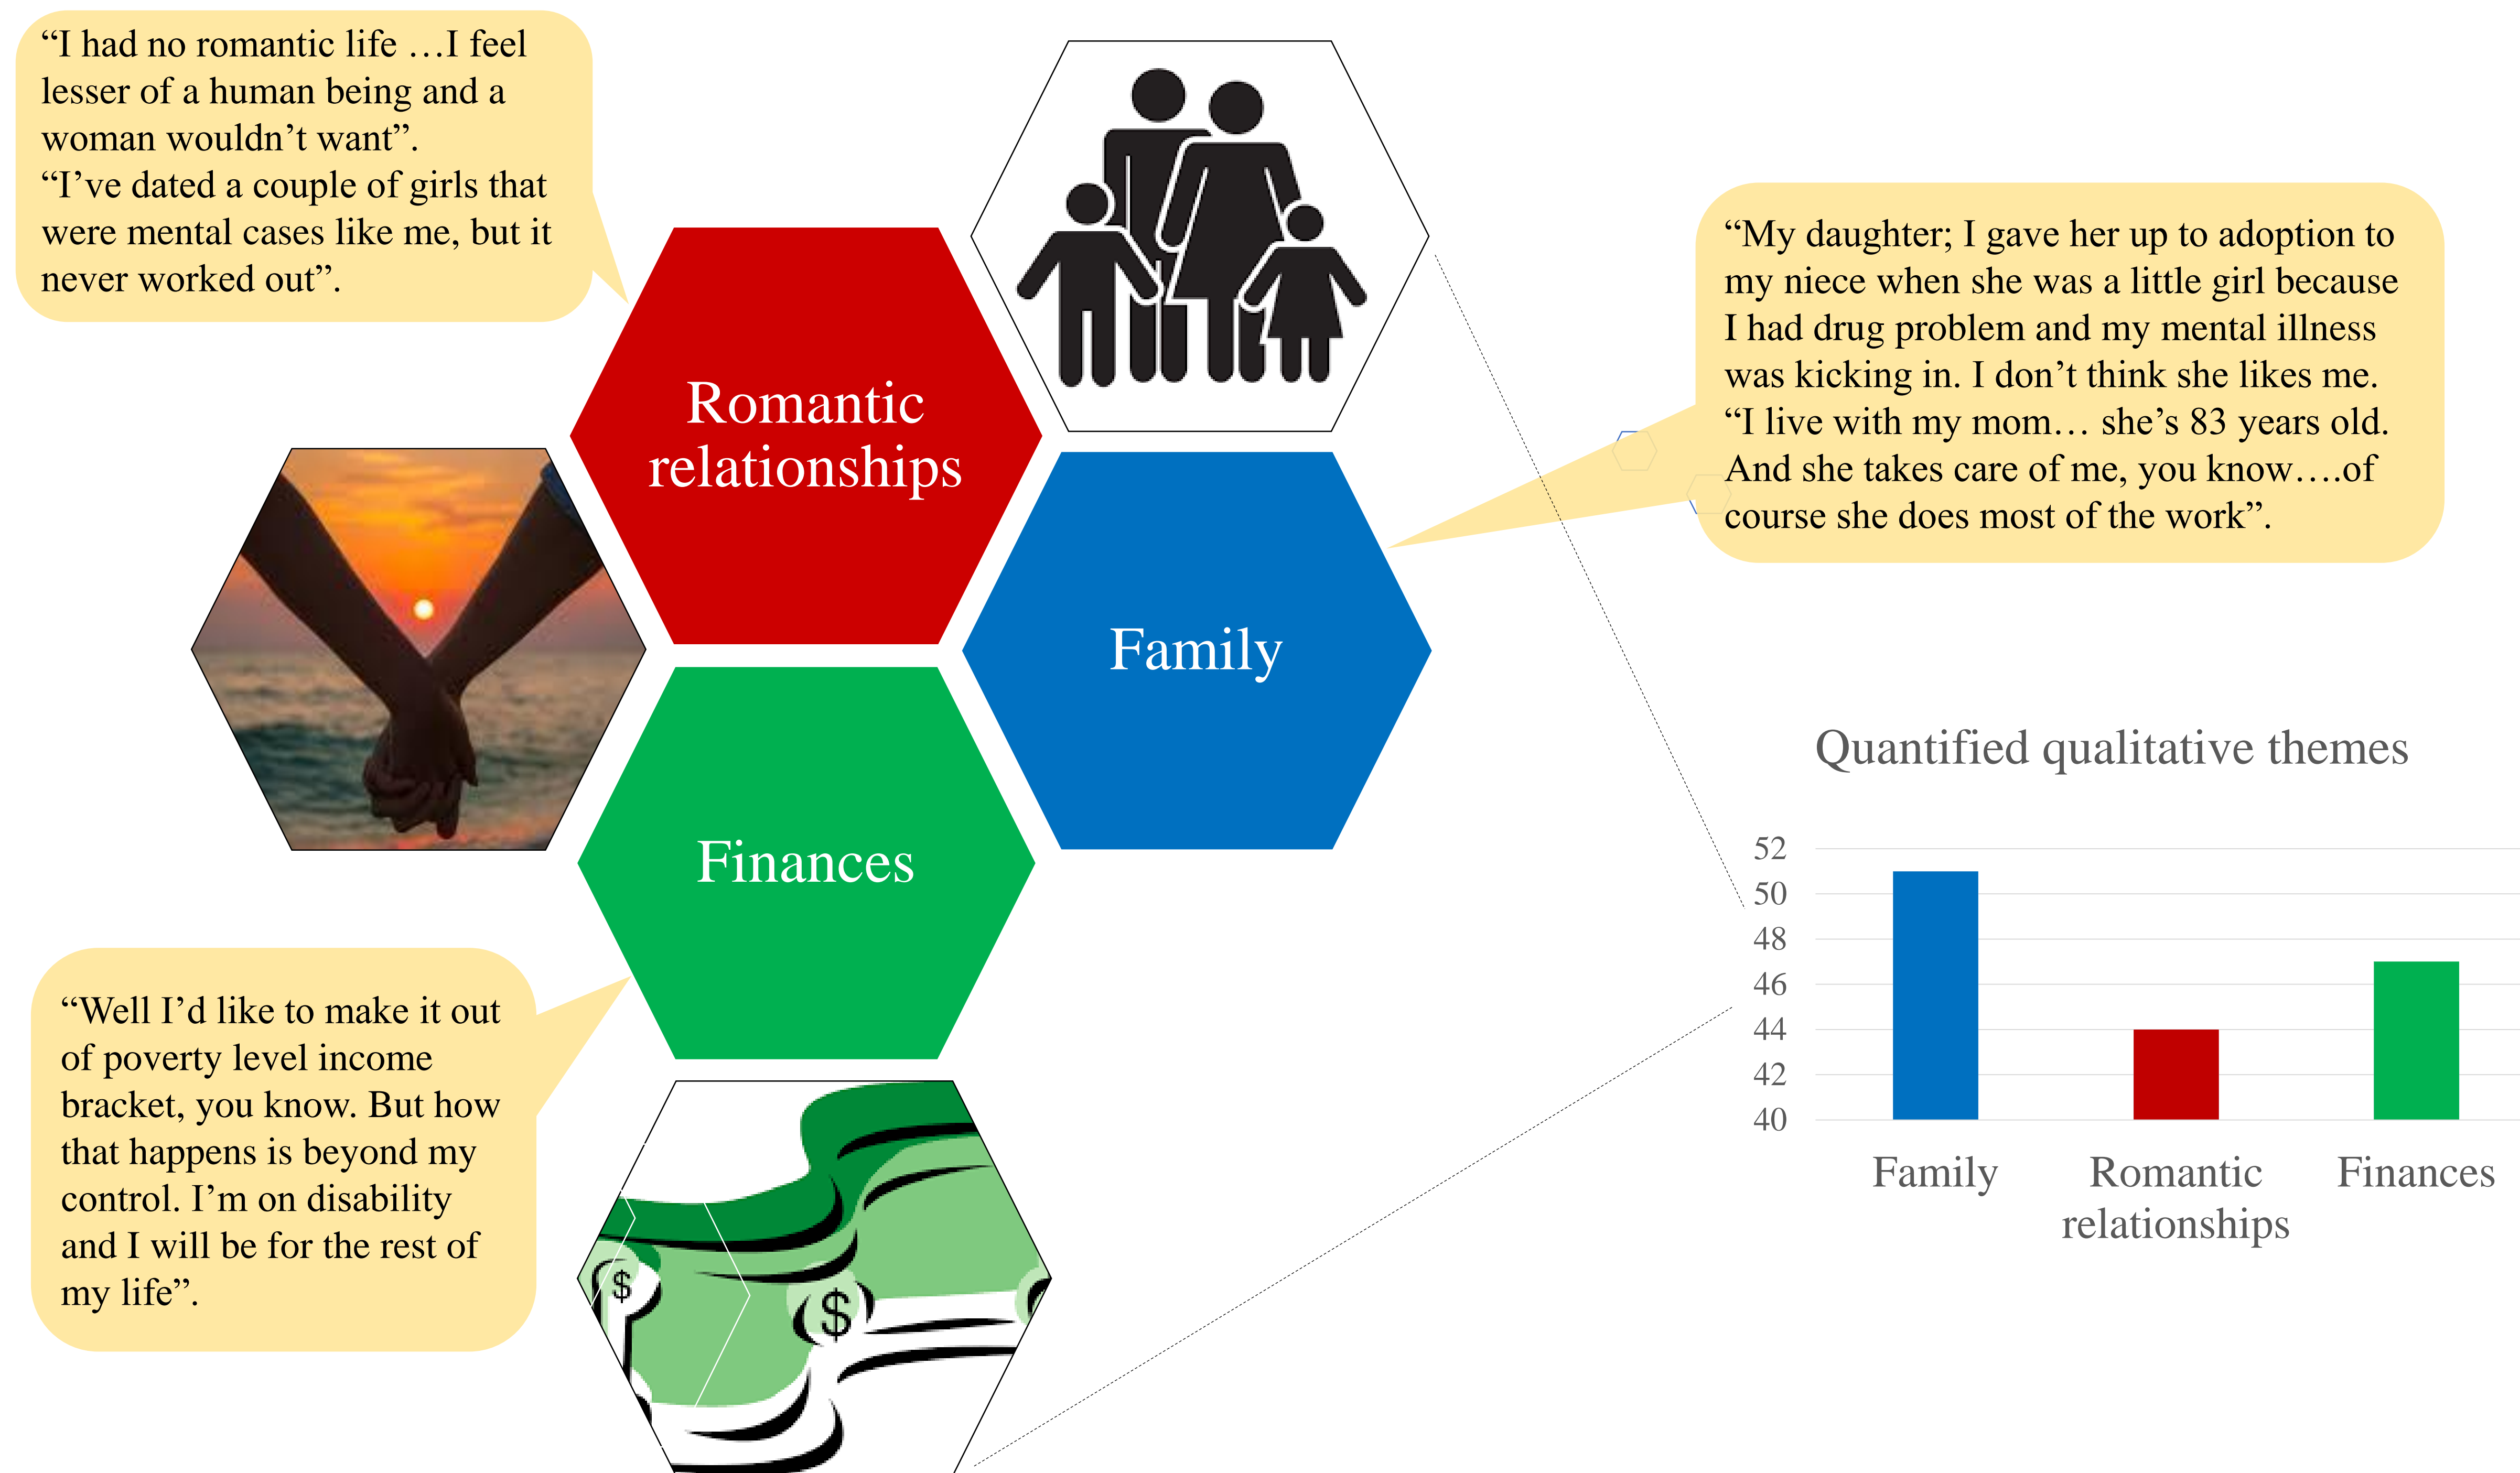 “I had no romantic life …I feel
lesser of a human being and a
woman wouldn’t want”.
“I’ve dated a couple of girls that
were mental cases like me, but it
never worked out”.
Romantic
relationships
“My daughter; I gave her up to adoption to
my niece when she was a little girl because
I had drug problem and my mental illness
was kicking in. I don’t think she likes me.
“I live with my mom… she’s 83 years old.
And she takes care of me, you know….of
course she does most of the work”.
Family
Finances
“Well I’d like to make it out
of poverty level income
bracket, you know. But how
that happens is beyond my
control. I’m on disability
and I will be for the rest of
my life”.
$
$
Quantified qualitative themes
52
50
48
46
44
42
40
Family
Romantic
relationships
Finances